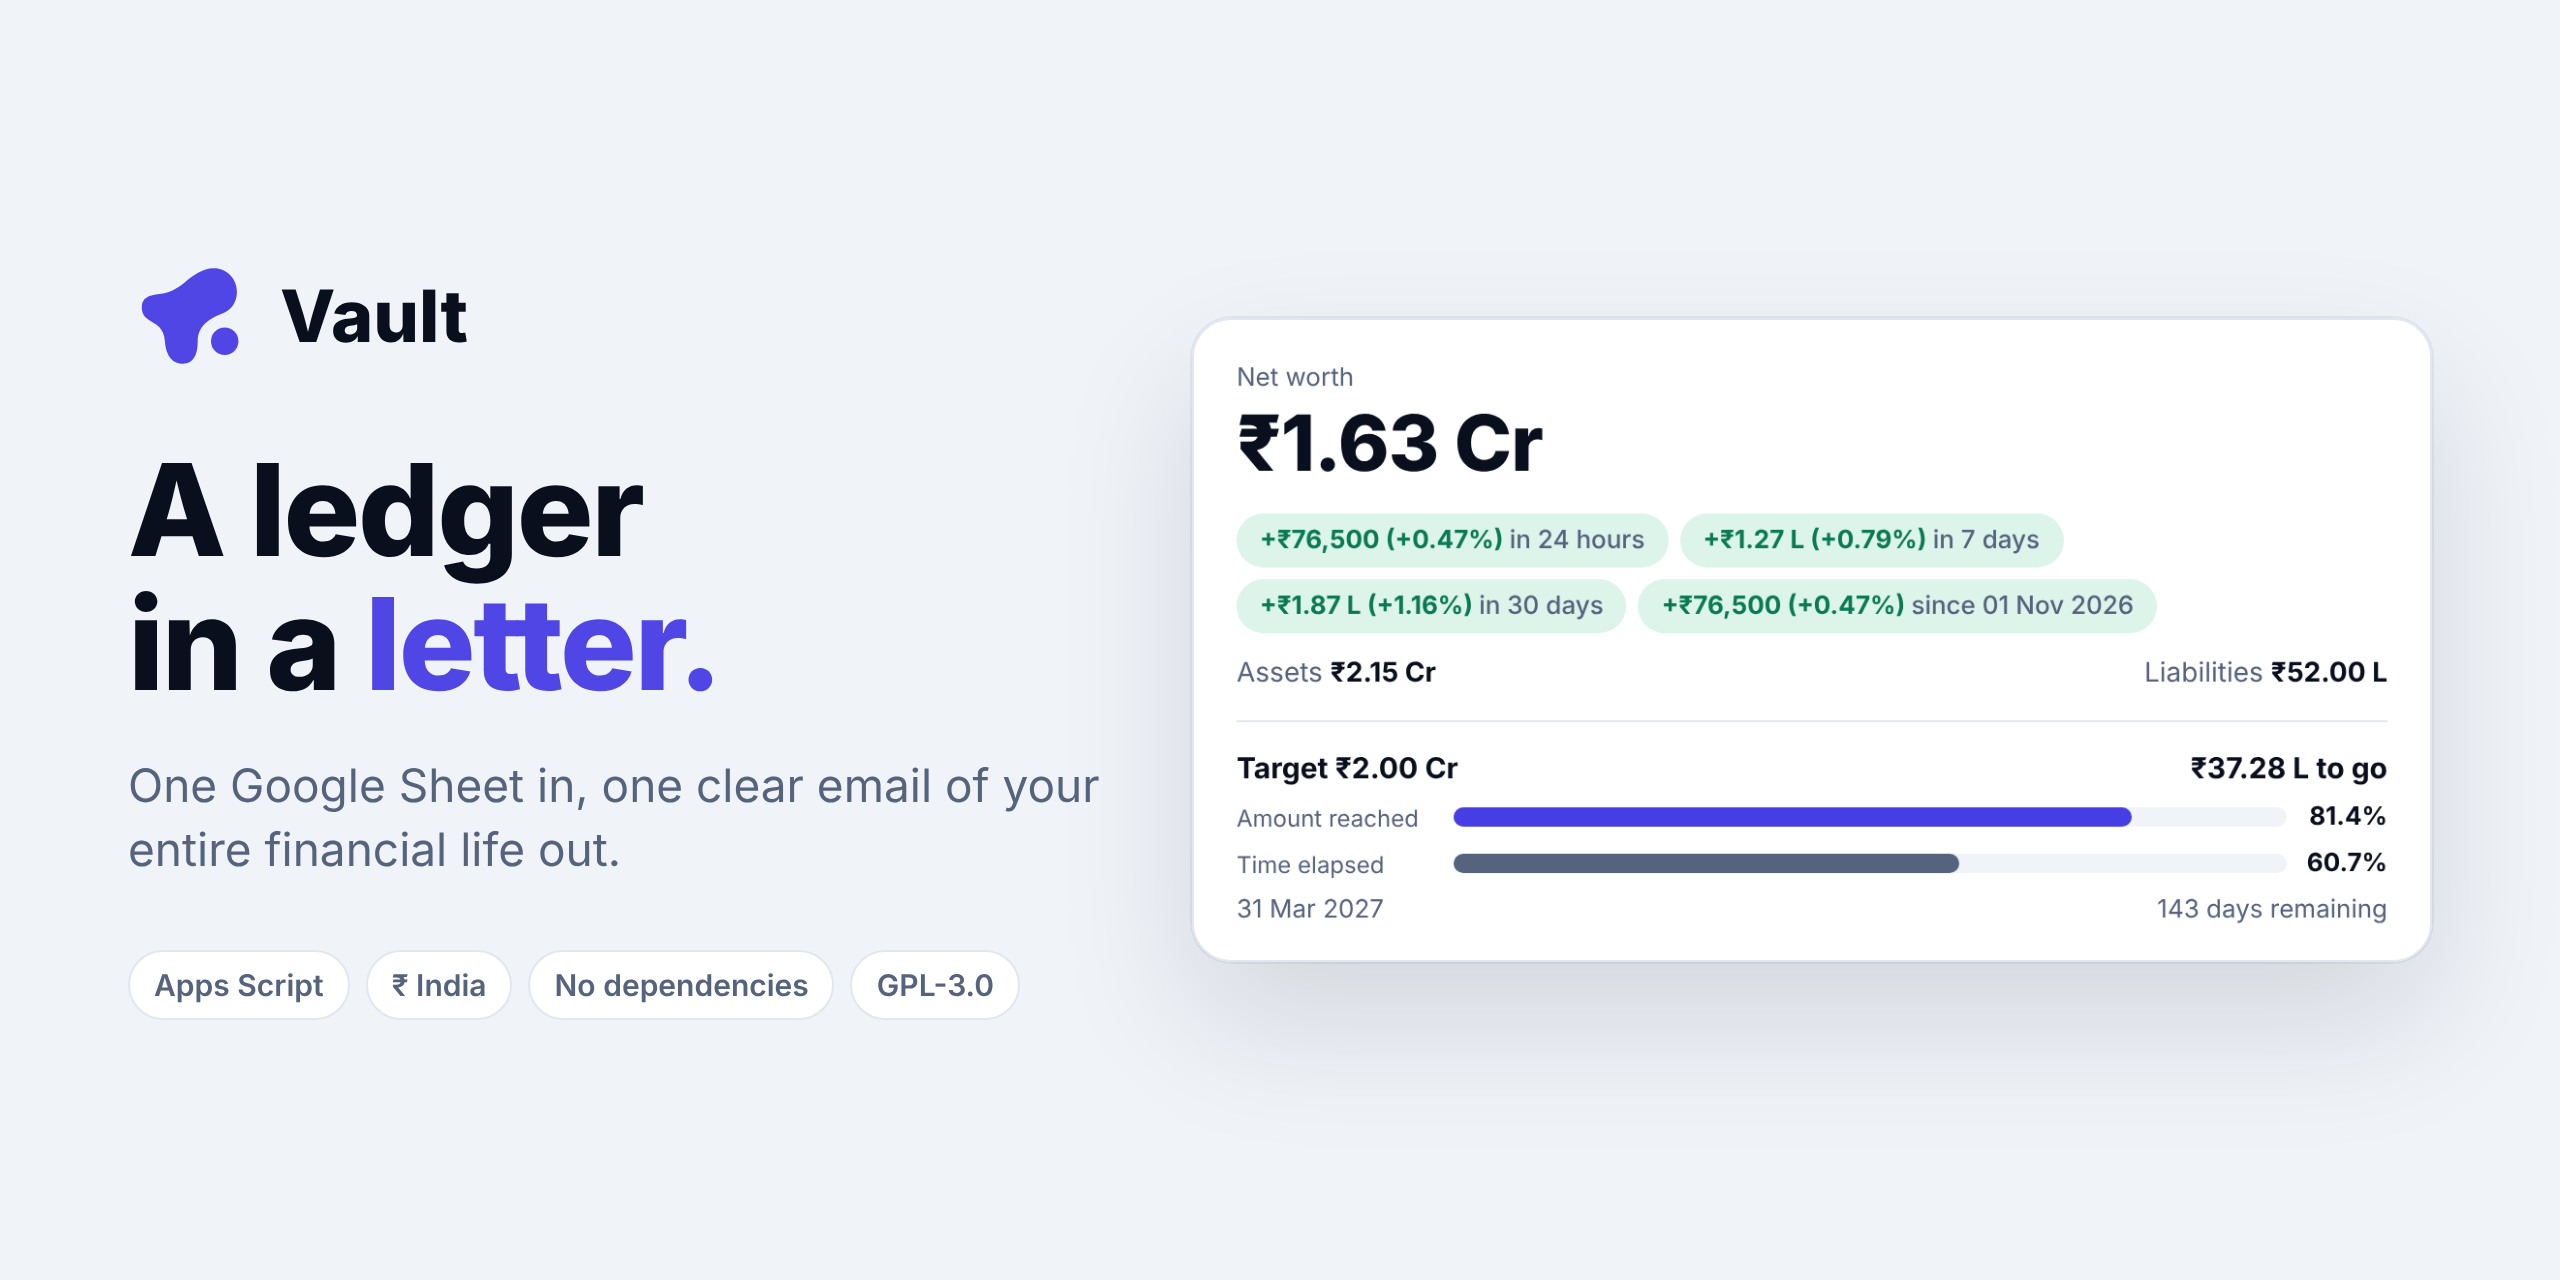 Vault
A ledger
in a letter.
One Google Sheet in, one clear email of your
entire financial life out.
Apps Script
₹ India
No dependencies
GPL-3.0
Net worth
₹1.63 Cr
+₹76,500 (+0.47%) in 24 hours
+₹1.27 L (+0.79%) in 7 days
+₹1.87 L (+1.16%) in 30 days
+₹76,500 (+0.47%) since 01 Nov 2026
Assets ₹2.15 Cr
Liabilities ₹52.00 L
Target ₹2.00 Cr
₹37.28 L to go
Amount reached
81.4%
Time elapsed
60.7%
31 Mar 2027
143 days remaining